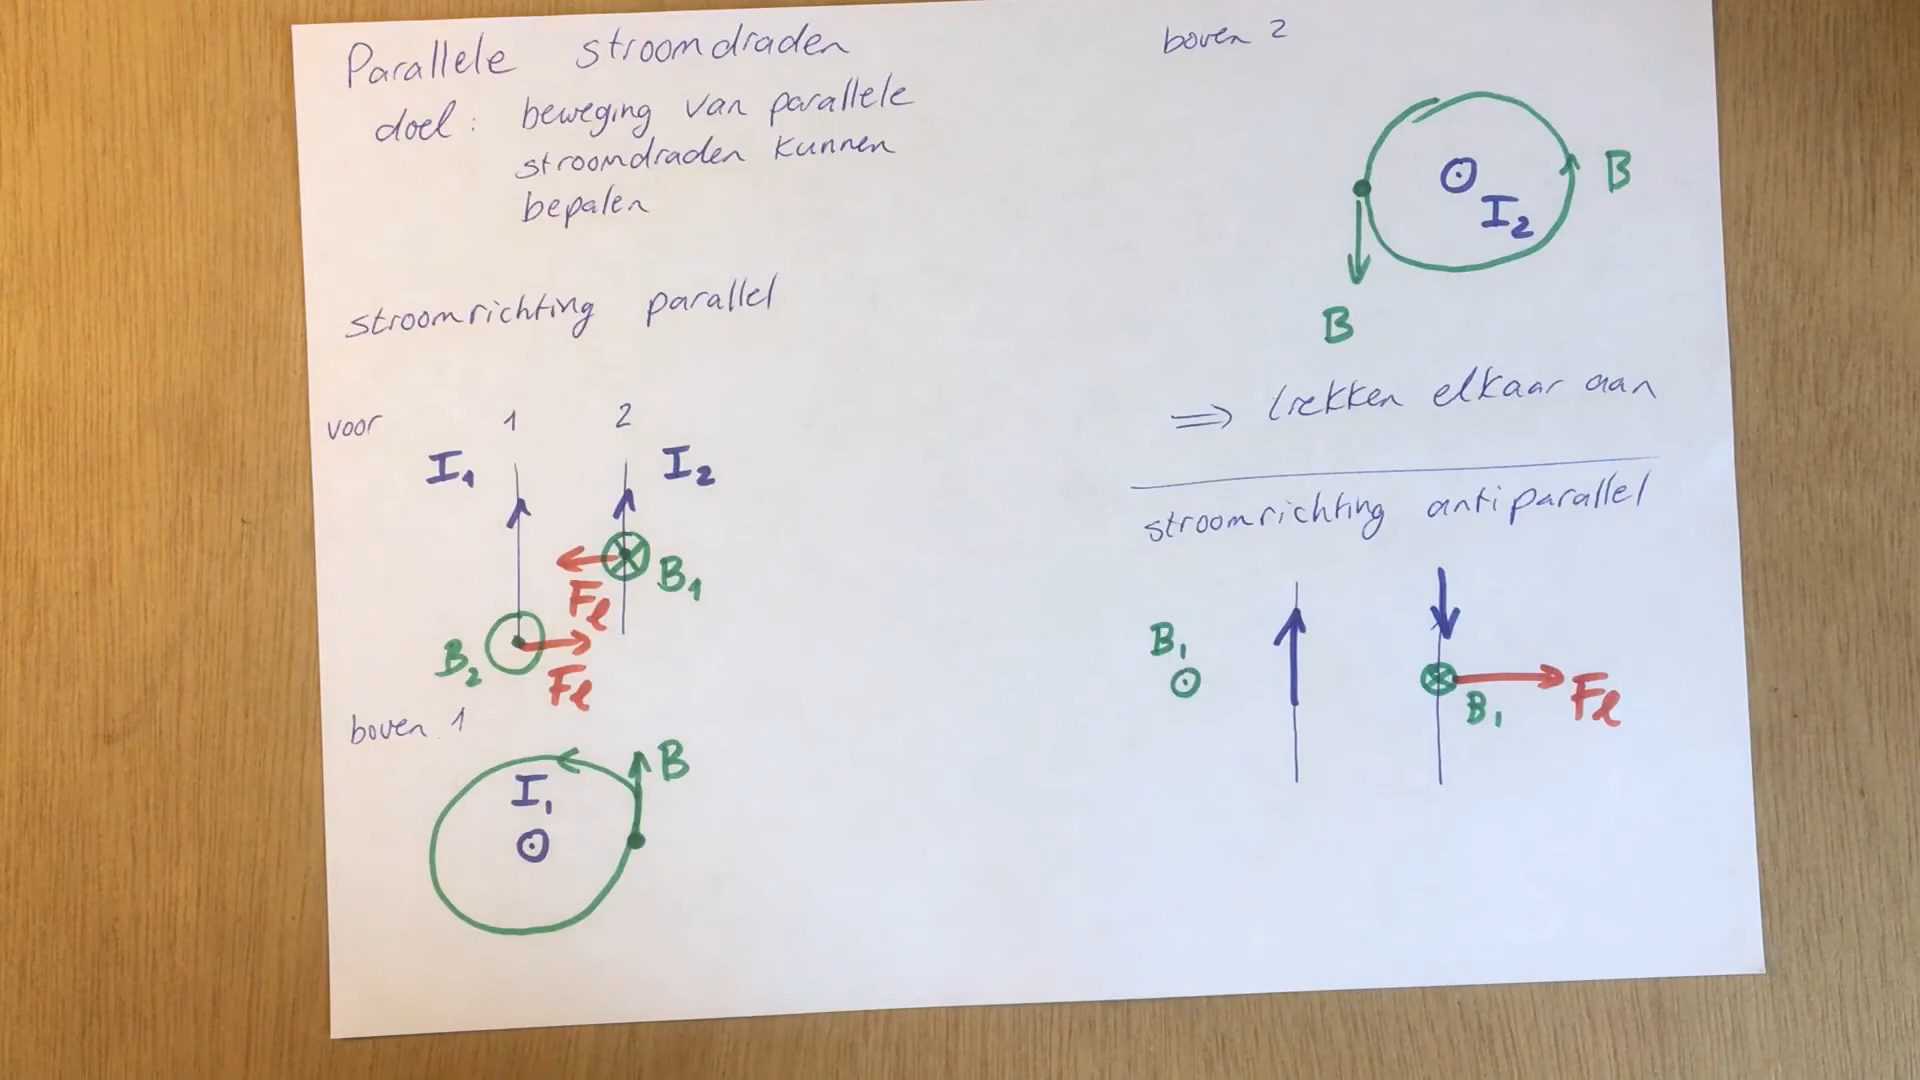 Parallele stroomdraden
doel: beweging van parallele
stroomdraden kunnen
bepalen
stroomrichting parallel
voor 1 2
I₁ I₂
B₁
Fl
B₂
Fl
boven 1
B
I₁
boven 2
B
I₂
B
⇒ trekken elkaar aan
stroomrichting antiparallel
B₁
B₁ Fl